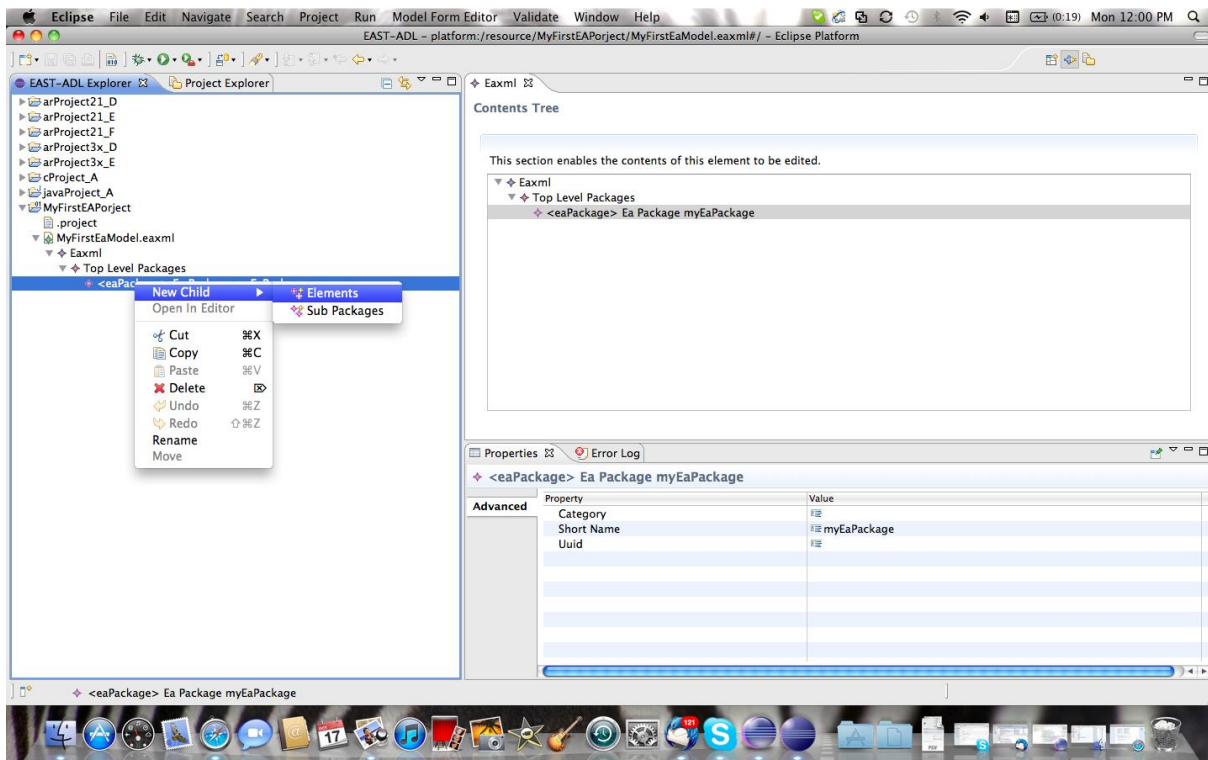 Eclipse File Edit Navigate Search Project Run Model Form Editor Validate Window Help (0:19) Mon 12:00 PM
EAST-ADL – platform:/resource/MyFirstEAPorject/MyFirstEaModel.eaxml#/ – Eclipse Platform
EAST-ADL Explorer Project Explorer
arProject21_D
arProject21_E
arProject21_F
arProject3x_D
arProject3x_E
cProject_A
javaProject_A
MyFirstEAPorject
.project
MyFirstEaModel.eaxml
Eaxml
Top Level Packages
<eaPac
New Child
Open In Editor
Cut ⌘X
Copy ⌘C
Paste ⌘V
Delete ⌦
Undo ⌘Z
Redo ⇧⌘Z
Rename
Move
Elements
Sub Packages
Eaxml
Contents Tree
This section enables the contents of this element to be edited.
Eaxml
Top Level Packages
<eaPackage> Ea Package myEaPackage
Properties Error Log
<eaPackage> Ea Package myEaPackage
Advanced
Property Value
Category
Short Name myEaPackage
Uuid
<eaPackage> Ea Package myEaPackage
17
121
PDF